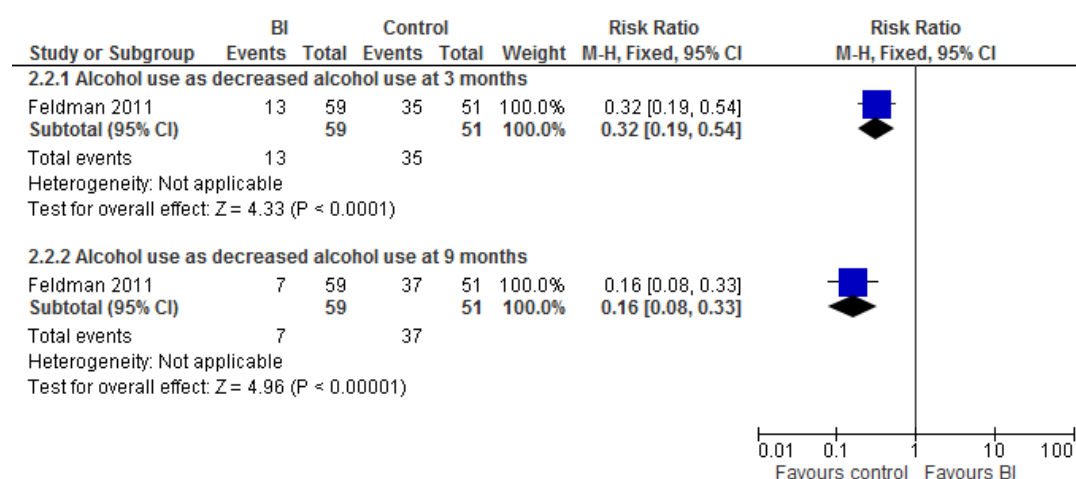 BI Control Risk Ratio Risk Ratio
Study or Subgroup Events Total Events Total Weight M-H, Fixed, 95% CI M-H, Fixed, 95% CI
2.2.1 Alcohol use as decreased alcohol use at 3 months
Feldman 2011 13 59 35 51 100.0% 0.32 [0.19, 0.54]
Subtotal (95% CI) 59 51 100.0% 0.32 [0.19, 0.54]
Total events 13 35
Heterogeneity: Not applicable
Test for overall effect: Z = 4.33 (P < 0.0001)
2.2.2 Alcohol use as decreased alcohol use at 9 months
Feldman 2011 7 59 37 51 100.0% 0.16 [0.08, 0.33]
Subtotal (95% CI) 59 51 100.0% 0.16 [0.08, 0.33]
Total events 7 37
Heterogeneity: Not applicable
Test for overall effect: Z = 4.96 (P < 0.00001)
0.01 0.1 1 10 100
Favours control Favours BI